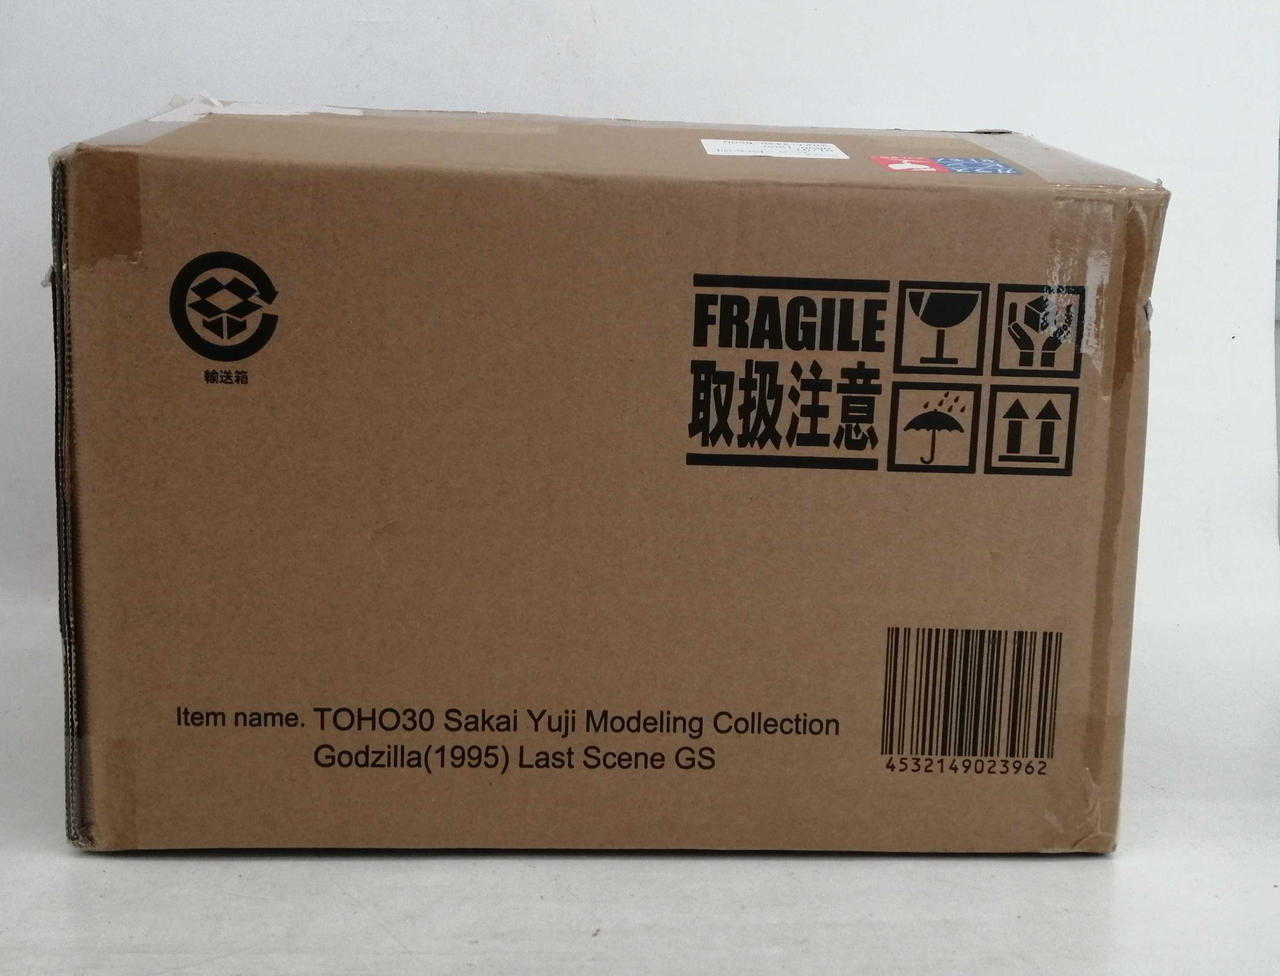 輸送箱
FRAGILE
取扱注意
Item name. TOHO30 Sakai Yuji Modeling Collection
Godzilla(1995) Last Scene GS
4532149023962